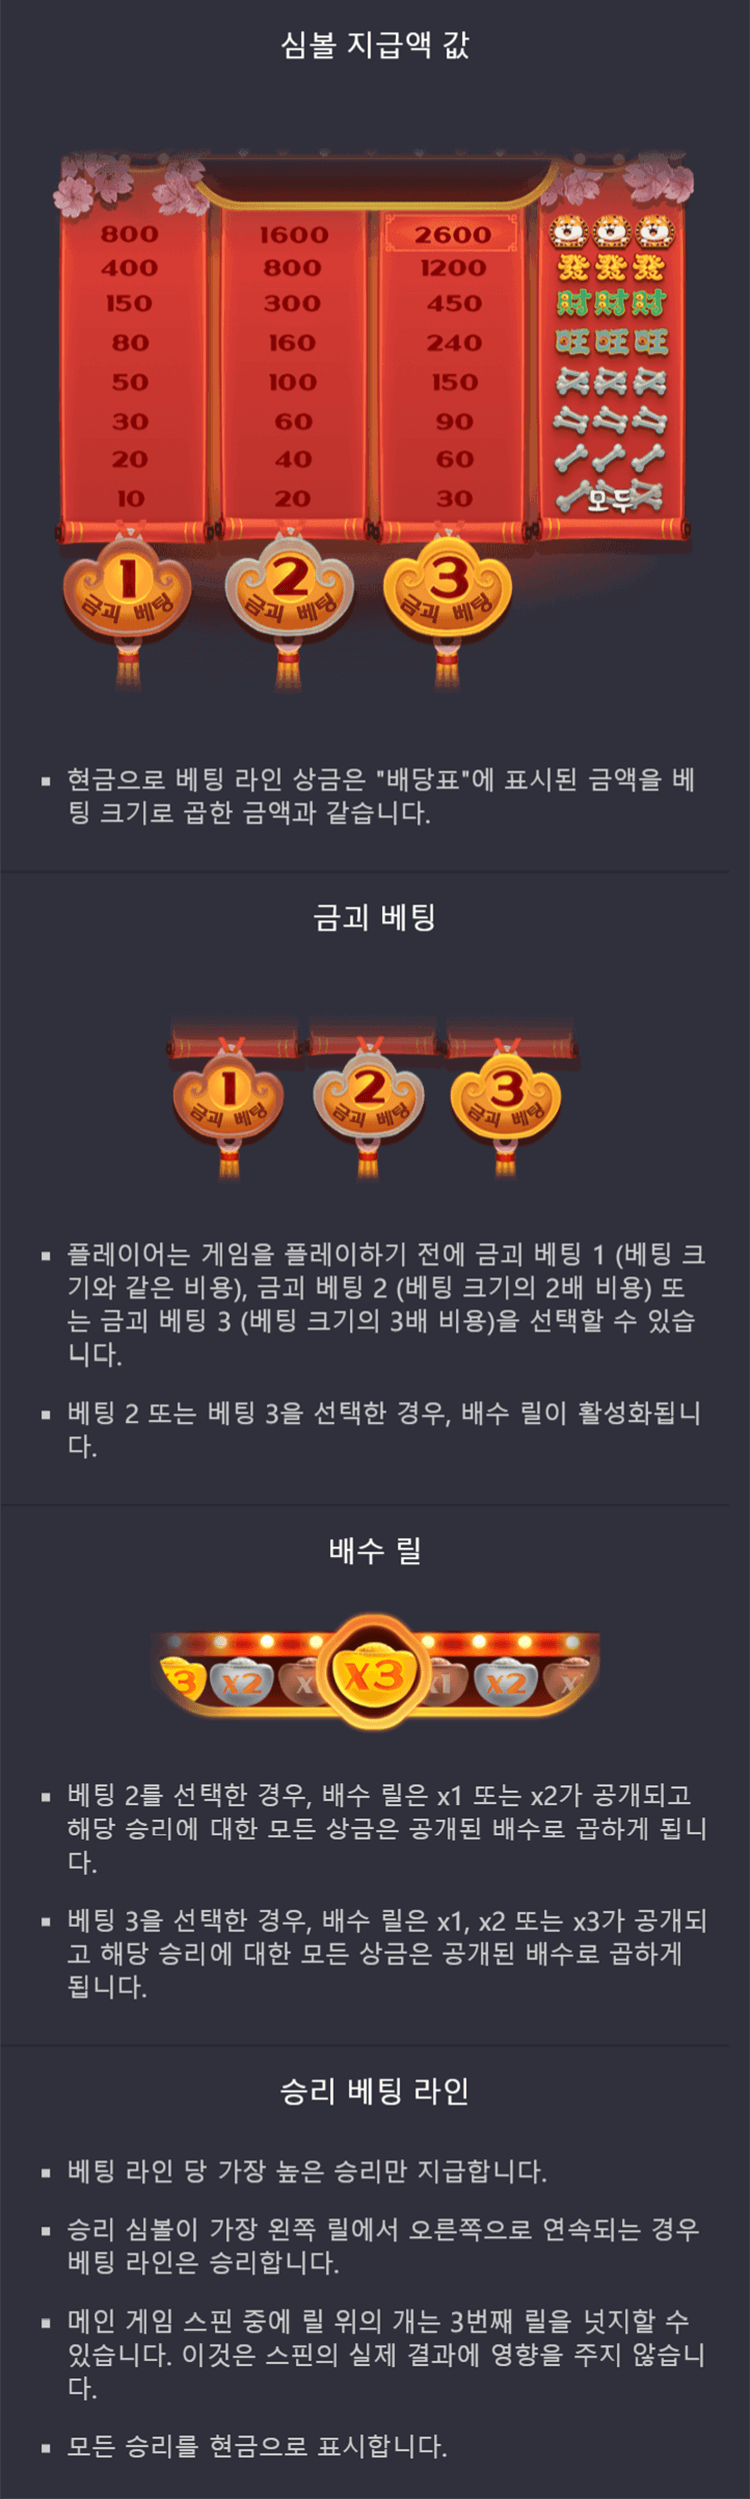 심볼 지급액 값
800 1600 2600
400 800 1200 發 發 發
150 300 450 財 財 財
80 160 240 旺 旺 旺
50 100 150
30 60 90
20 40 60
10 20 30 모두
1 2 3
금괴 베팅 금괴 베팅 금괴 베팅
현금으로 베팅 라인 상금은 "배당표"에 표시된 금액을 베
팅 크기로 곱한 금액과 같습니다.
금괴 베팅
1 2 3
금괴 베팅 금괴 베팅 금괴 베팅
플레이어는 게임을 플레이하기 전에 금괴 베팅 1 (베팅 크
기와 같은 비용), 금괴 베팅 2 (베팅 크기의 2배 비용) 또
는 금괴 베팅 3 (베팅 크기의 3배 비용)을 선택할 수 있습
니다.
베팅 2 또는 베팅 3을 선택한 경우, 배수 릴이 활성화됩니
다.
배수 릴
3 x2 x x3 x1 x2 x
베팅 2를 선택한 경우, 배수 릴은 x1 또는 x2가 공개되고
해당 승리에 대한 모든 상금은 공개된 배수로 곱하게 됩니
다.
베팅 3을 선택한 경우, 배수 릴은 x1, x2 또는 x3가 공개되
고 해당 승리에 대한 모든 상금은 공개된 배수로 곱하게
됩니다.
승리 베팅 라인
베팅 라인 당 가장 높은 승리만 지급합니다.
승리 심볼이 가장 왼쪽 릴에서 오른쪽으로 연속되는 경우
베팅 라인은 승리합니다.
메인 게임 스핀 중에 릴 위의 개는 3번째 릴을 넛지할 수
있습니다. 이것은 스핀의 실제 결과에 영향을 주지 않습니
다.
모든 승리를 현금으로 표시합니다.